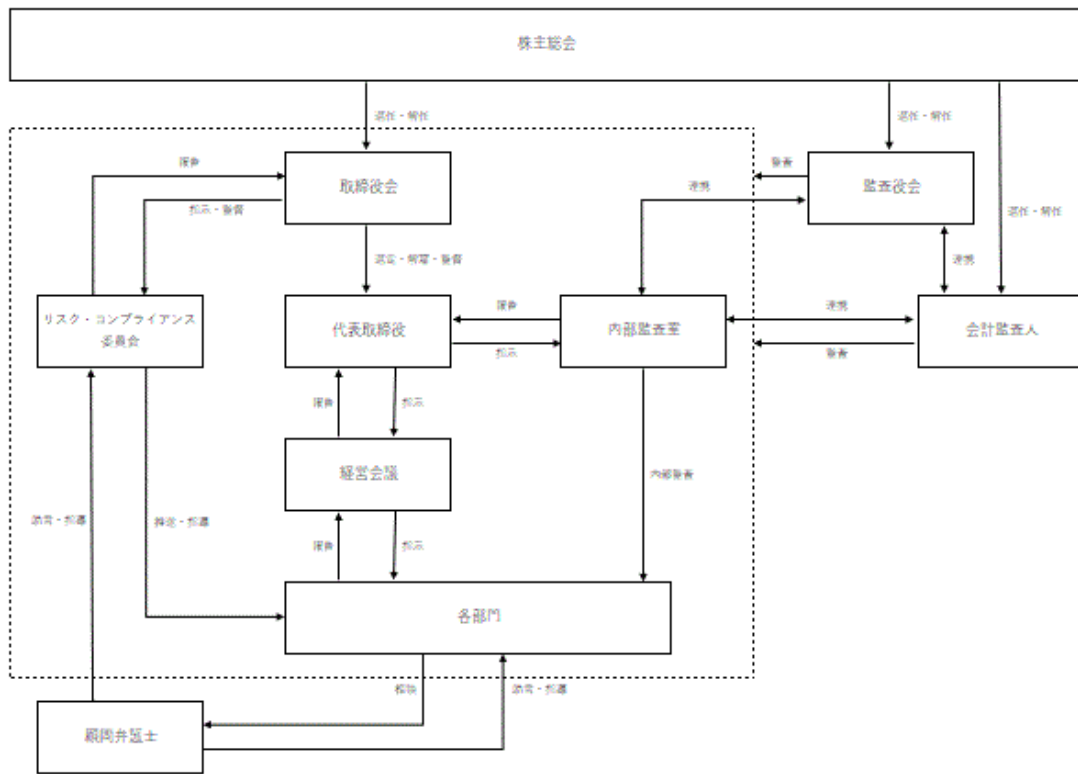 株主総会
選任・解任
選任・解任
報告
取締役会
監査
監査役会
連携
指示・監督
選任・解任
選定・解職・監督
連携
リスク・コンプライアンス
委員会
報告
代表取締役
内部監査室
連携
会計監査人
指示
監査
報告
指示
経営会議
内部監査
助言・指導
推進・指導
報告
指示
各部門
相談
助言・指導
顧問弁護士